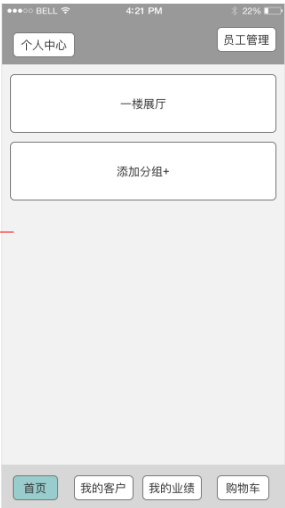 ●●●○○ BELL 4:21 PM 22%
个人中心 员工管理
一楼展厅
添加分组+
首页 我的客户 我的业绩 购物车